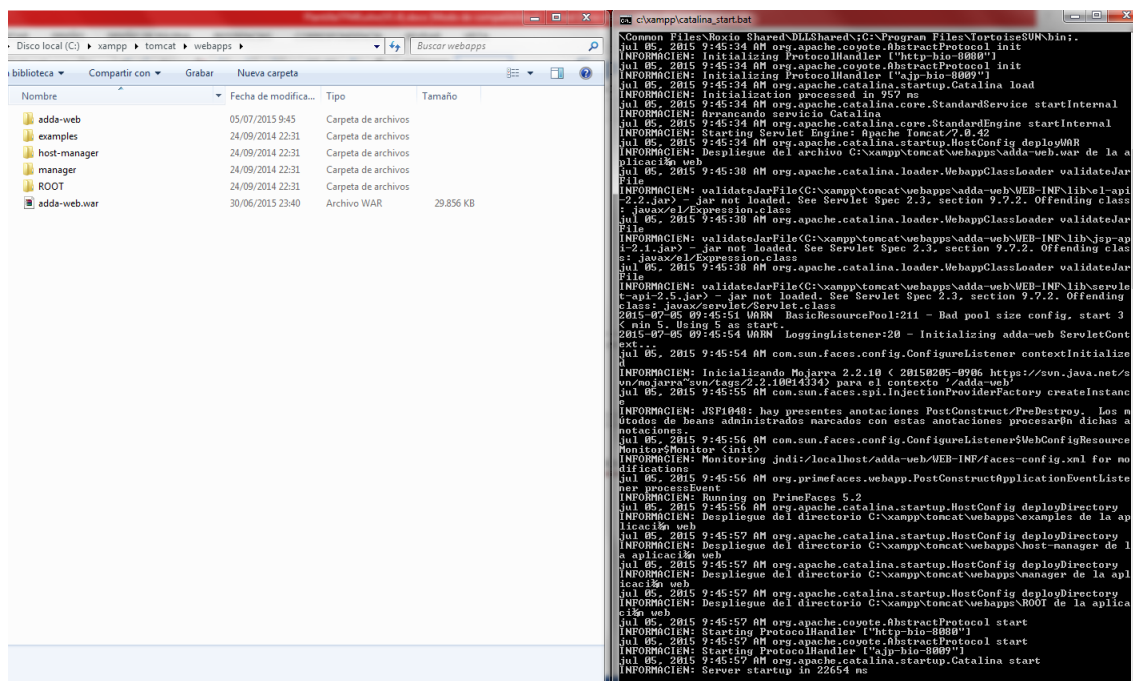 Disco local (C:) ▸ xampp ▸ tomcat ▸ webapps ▸
Buscar webapps
biblioteca ▾ Compartir con ▾ Grabar Nueva carpeta
Nombre Fecha de modifica... Tipo Tamaño
adda-web 05/07/2015 9:45 Carpeta de archivos
examples 24/09/2014 22:31 Carpeta de archivos
host-manager 24/09/2014 22:31 Carpeta de archivos
manager 24/09/2014 22:31 Carpeta de archivos
ROOT 24/09/2014 22:31 Carpeta de archivos
adda-web.war 30/06/2015 23:40 Archivo WAR 29.856 KB
c:\xampp\catalina_start.bat
\Common Files\Roxio Shared\DLLShared\;C:\Program Files\TortoiseSVN\bin;.
jul 05, 2015 9:45:34 AM org.apache.coyote.AbstractProtocol init
INFORMACIËN: Initializing ProtocolHandler ["http-bio-8080"]
jul 05, 2015 9:45:34 AM org.apache.coyote.AbstractProtocol init
INFORMACIËN: Initializing ProtocolHandler ["ajp-bio-8009"]
jul 05, 2015 9:45:34 AM org.apache.catalina.startup.Catalina load
INFORMACIËN: Initialization processed in 957 ms
jul 05, 2015 9:45:34 AM org.apache.catalina.core.StandardService startInternal
INFORMACIËN: Arrancando servicio Catalina
jul 05, 2015 9:45:34 AM org.apache.catalina.core.StandardEngine startInternal
INFORMACIËN: Starting Servlet Engine: Apache Tomcat/7.0.42
jul 05, 2015 9:45:34 AM org.apache.catalina.startup.HostConfig deployWAR
INFORMACIËN: Despliegue del archivo C:\xampp\tomcat\webapps\adda-web.war de la a
plicaci¾n web
jul 05, 2015 9:45:38 AM org.apache.catalina.loader.WebappClassLoader validateJar
File
INFORMACIËN: validateJarFile(C:\xampp\tomcat\webapps\adda-web\WEB-INF\lib\el-api
-2.2.jar) - jar not loaded. See Servlet Spec 2.3, section 9.7.2. Offending class
: javax/el/Expression.class
jul 05, 2015 9:45:38 AM org.apache.catalina.loader.WebappClassLoader validateJar
File
INFORMACIËN: validateJarFile(C:\xampp\tomcat\webapps\adda-web\WEB-INF\lib\jsp-ap
i-2.1.jar) - jar not loaded. See Servlet Spec 2.3, section 9.7.2. Offending clas
s: javax/el/Expression.class
jul 05, 2015 9:45:38 AM org.apache.catalina.loader.WebappClassLoader validateJar
File
INFORMACIËN: validateJarFile(C:\xampp\tomcat\webapps\adda-web\WEB-INF\lib\servle
t-api-2.5.jar) - jar not loaded. See Servlet Spec 2.3, section 9.7.2. Offending
class: javax/servlet/Servlet.class
2015-07-05 09:45:51 WARN BasicResourcePool:211 - Bad pool size config, start 3
< min 5. Using 5 as start.
2015-07-05 09:45:54 WARN LoggingListener:20 - Initializing adda-web ServletCont
ext...
jul 05, 2015 9:45:54 AM com.sun.faces.config.ConfigureListener contextInitialize
d
INFORMACIËN: Inicializando Mojarra 2.2.10 ( 20150205-0906 https://svn.java.net/s
vn/mojarra~svn/tags/2.2.10@14334) para el contexto '/adda-web'
jul 05, 2015 9:45:55 AM com.sun.faces.spi.InjectionProviderFactory createInstanc
e
INFORMACIËN: JSF1048: hay presentes anotaciones PostConstruct/PreDestroy. Los m
Útodos de beans administrados marcados con estas anotaciones procesarßn dichas a
notaciones.
jul 05, 2015 9:45:56 AM com.sun.faces.config.ConfigureListener$WebConfigResource
Monitor$Monitor <init>
INFORMACIËN: Monitoring jndi:/localhost/adda-web/WEB-INF/faces-config.xml for mo
difications
jul 05, 2015 9:45:56 AM org.primefaces.webapp.PostConstructApplicationEventListe
ner processEvent
INFORMACIËN: Running on PrimeFaces 5.2
jul 05, 2015 9:45:56 AM org.apache.catalina.startup.HostConfig deployDirectory
INFORMACIËN: Despliegue del directorio C:\xampp\tomcat\webapps\examples de la ap
licaci¾n web
jul 05, 2015 9:45:57 AM org.apache.catalina.startup.HostConfig deployDirectory
INFORMACIËN: Despliegue del directorio C:\xampp\tomcat\webapps\host-manager de l
a aplicaci¾n web
jul 05, 2015 9:45:57 AM org.apache.catalina.startup.HostConfig deployDirectory
INFORMACIËN: Despliegue del directorio C:\xampp\tomcat\webapps\manager de la apl
icaci¾n web
jul 05, 2015 9:45:57 AM org.apache.catalina.startup.HostConfig deployDirectory
INFORMACIËN: Despliegue del directorio C:\xampp\tomcat\webapps\ROOT de la aplica
ci¾n web
jul 05, 2015 9:45:57 AM org.apache.coyote.AbstractProtocol start
INFORMACIËN: Starting ProtocolHandler ["http-bio-8080"]
jul 05, 2015 9:45:57 AM org.apache.coyote.AbstractProtocol start
INFORMACIËN: Starting ProtocolHandler ["ajp-bio-8009"]
jul 05, 2015 9:45:57 AM org.apache.catalina.startup.Catalina start
INFORMACIËN: Server startup in 22654 ms